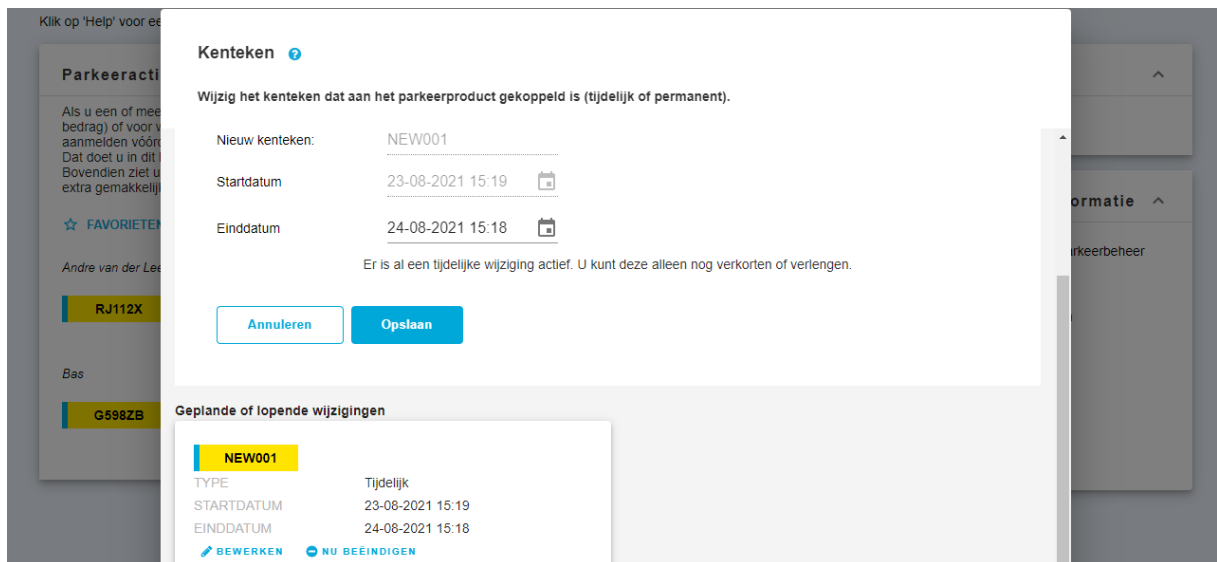 Klik op 'Help' voor ee
Kenteken
Wijzig het kenteken dat aan het parkeerproduct gekoppeld is (tijdelijk of permanent).
Parkeeracti
Als u een of mee
bedrag) of voor v
aanmelden vóórd
Dat doet u in dit
Bovendien ziet u
extra gemakkelijk
FAVORIETEN
Andre van der Lee
RJ112X
Bas
G598ZB
Nieuw kenteken: NEW001
Startdatum 23-08-2021 15:19
Einddatum 24-08-2021 15:18
Er is al een tijdelijke wijziging actief. U kunt deze alleen nog verkorten of verlengen.
Annuleren Opslaan
Geplande of lopende wijzigingen
NEW001
TYPE Tijdelijk
STARTDATUM 23-08-2021 15:19
EINDDATUM 24-08-2021 15:18
BEWERKEN NU BEËINDIGEN
ormatie
rkeerbeheer